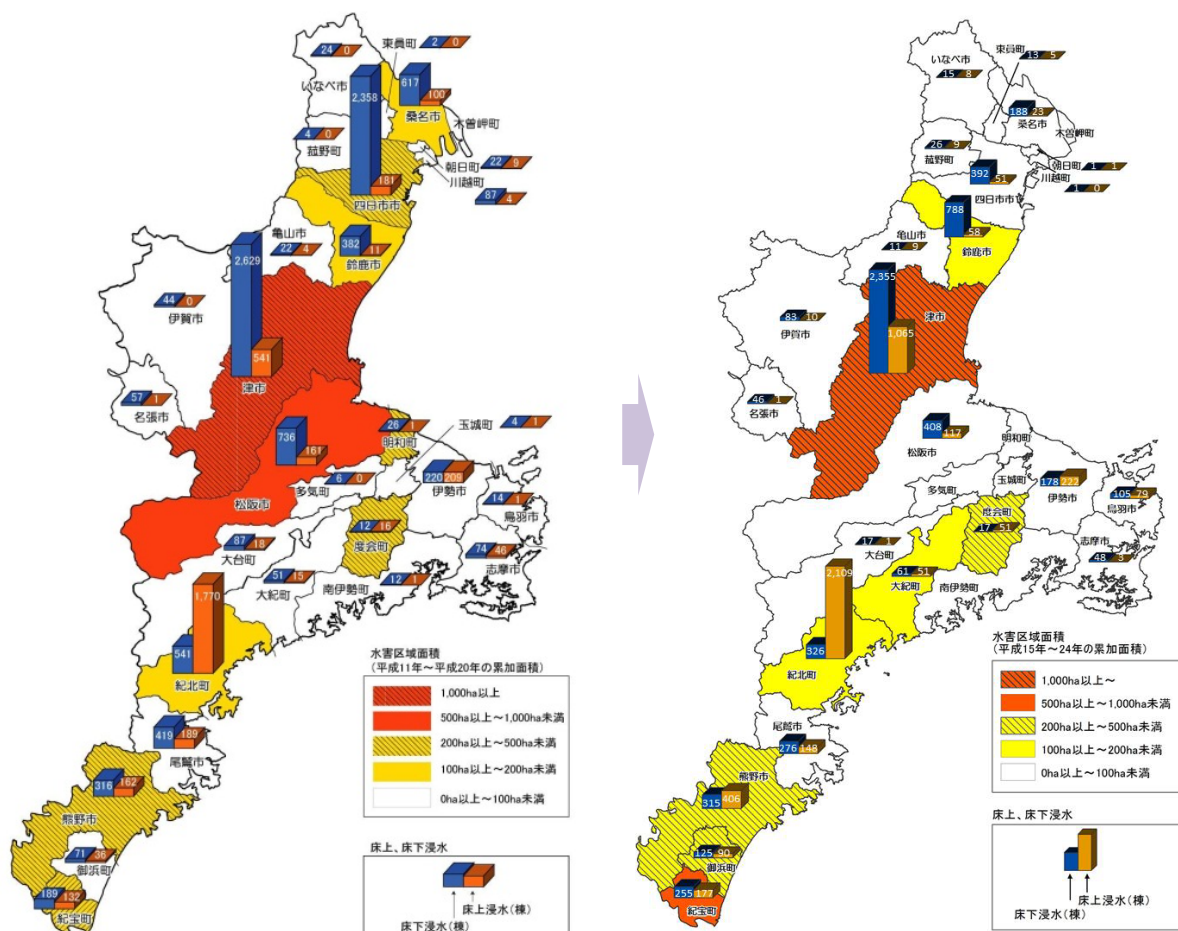 24 0
いなべ市
東員町
2 0
617 100
桑名市
木曽岬町
2,358 181
四日市市
4 0
菰野町
朝日町
22 9
川越町
87 4
亀山市
22 4
382 11
鈴鹿市
2,629 541
津市
44 0
伊賀市
57 1
名張市
736 161
松阪市
26 1
明和町
玉城町
4 1
6 0
多気町
220 209
伊勢市
14 1
鳥羽市
12 16
度会町
87 18
大台町
74 46
志摩市
51 15
大紀町
南伊勢町
12 1
541 1,770
紀北町
419 189
尾鷲市
316 162
熊野市
71 36
御浜町
189 132
紀宝町
水害区域面積
(平成11年～平成20年の累加面積)
1,000ha以上
500ha以上～1,000ha未満
200ha以上～500ha未満
100ha以上～200ha未満
0ha以上～100ha未満
床上、床下浸水
床上浸水(棟)
床下浸水(棟)
いなべ市
15 8
東員町
13 5
188 23
桑名市
木曽岬町
26 9
菰野町
392 51
四日市市
朝日町
1 1
川越町
1 0
788 58
鈴鹿市
亀山市
11 9
2,355 1,065
津市
83 10
伊賀市
46 1
名張市
408 117
松阪市
明和町
玉城町
多気町
178 222
伊勢市
105 79
鳥羽市
度会町
17 51
志摩市
48 3
17 1
大台町
61 51
大紀町
南伊勢町
326 2,109
紀北町
尾鷲市
276 148
熊野市
315 406
125 90
御浜町
255 177
紀宝町
水害区域面積
(平成15年～24年の累加面積)
1,000ha以上～
500ha以上～1,000ha未満
200ha以上～500ha未満
100ha以上～200ha未満
0ha以上～100ha未満
床上、床下浸水
床上浸水(棟)
床下浸水(棟)